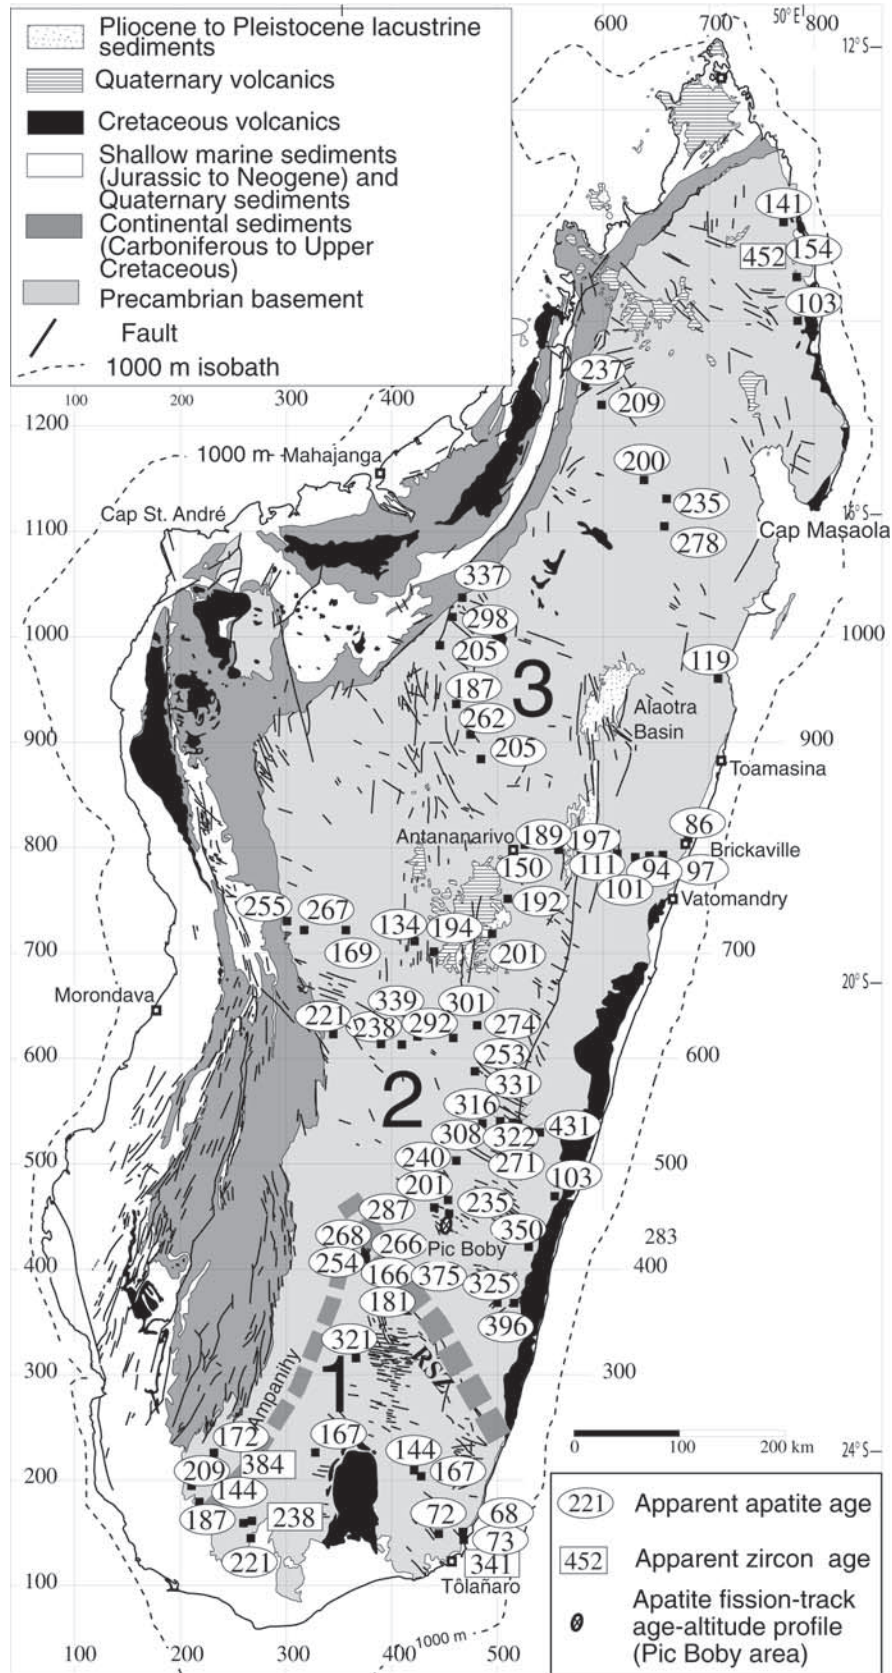 Pliocene to Pleistocene lacustrine
sediments
Quaternary volcanics
Cretaceous volcanics
Shallow marine sediments
(Jurassic to Neogene) and
Quaternary sediments
Continental sediments
(Carboniferous to Upper
Cretaceous)
Precambrian basement
Fault
1000 m isobath
600
700
50° E
800
12° S
100
200
300
400
141
452
154
103
237
209
1200
1000 m
Mahajanga
200
235
Cap St. André
1100
278
Cap Masaola
337
298
1000
1000
205
119
187
3
262
Alaotra
Basin
900
205
900
Toamasina
86
Antananarivo
189
197
800
Brickaville
150
111
94
97
101
192
Vatomandry
255
267
134
194
700
169
201
700
20° S
Morondava
339
301
221
238
292
274
600
253
600
2
331
316
308
322
431
240
271
500
500
201
103
287
235
268
266
350
283
Pic Boby
254
400
166
375
325
400
181
396
321
RSZ
300
1
300
Ampanihy
172
167
144
0
100
200 km
24° S
209
384
167
200
144
187
238
72
68
73
221
341
Tôlañaro
100
1000 m
100
200
300
400
500
221
Apparent apatite age
452
Apparent zircon age
Apatite fission-track
age-altitude profile
(Pic Boby area)